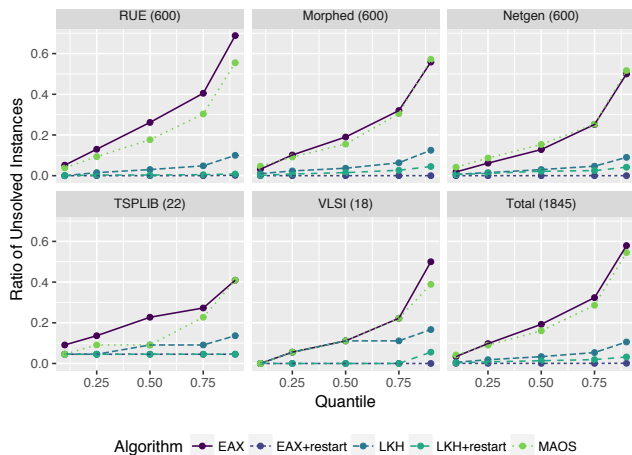 RUE (600) Morphed (600) Netgen (600)
0.6
0.4
0.2
0.0
TSPLIB (22) VLSI (18) Total (1845)
0.6
0.4
0.2
0.0
0.25 0.50 0.75 0.25 0.50 0.75 0.25 0.50 0.75
Ratio of Unsolved Instances
Quantile
Algorithm EAX EAX+restart LKH LKH+restart MAOS